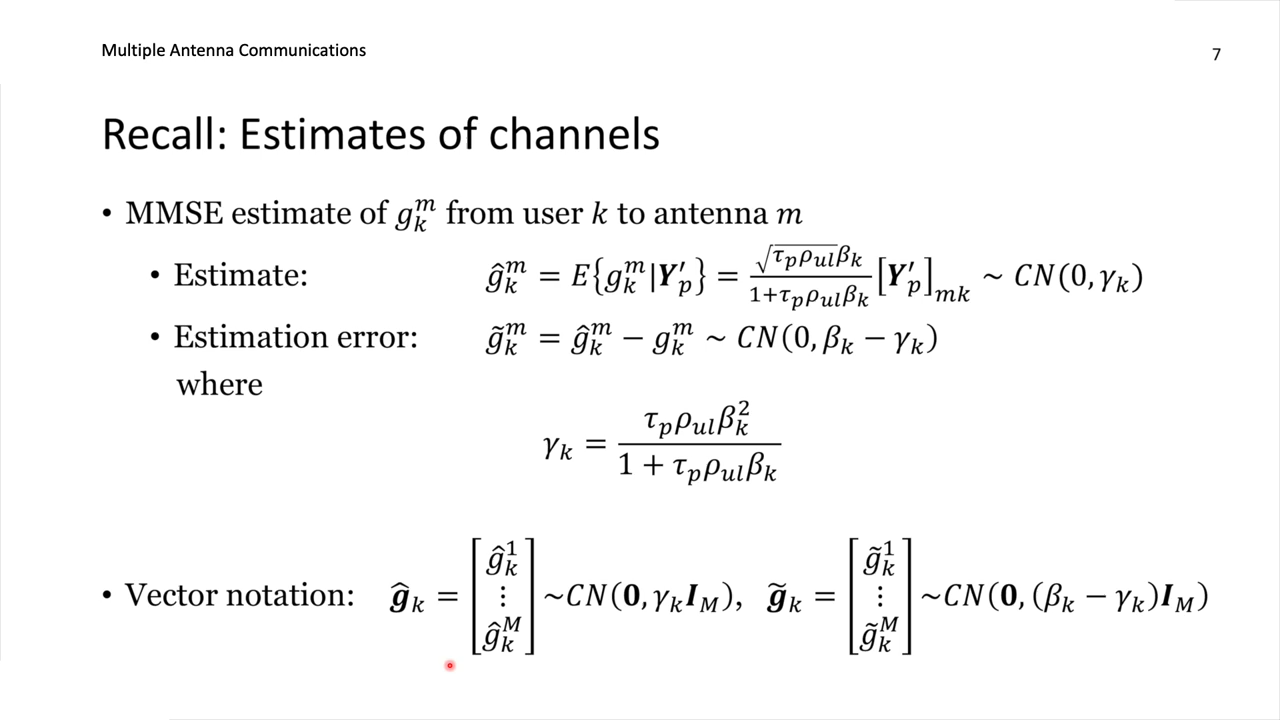 Multiple Antenna Communications
7
Recall: Estimates of channels
• MMSE estimate of $g_k^m$ from user $k$ to antenna $m$
• Estimate: $\hat{g}_k^m = E\{g_k^m | \boldsymbol{Y}_p'\} = \frac{\sqrt{\tau_p \rho_{ul}} \beta_k}{1 + \tau_p \rho_{ul} \beta_k} [\boldsymbol{Y}_p']_{mk} \sim CN(0, \gamma_k)$
• Estimation error: $\tilde{g}_k^m = \hat{g}_k^m - g_k^m \sim CN(0, \beta_k - \gamma_k)$
where
$\gamma_k = \frac{\tau_p \rho_{ul} \beta_k^2}{1 + \tau_p \rho_{ul} \beta_k}$
• Vector notation: $\hat{\boldsymbol{g}}_k = \begin{bmatrix} \hat{g}_k^1 \\ \vdots \\ \hat{g}_k^M \end{bmatrix} \sim CN(\boldsymbol{0}, \gamma_k \boldsymbol{I}_M), \ \tilde{\boldsymbol{g}}_k = \begin{bmatrix} \tilde{g}_k^1 \\ \vdots \\ \tilde{g}_k^M \end{bmatrix} \sim CN(\boldsymbol{0}, (\beta_k - \gamma_k) \boldsymbol{I}_M)$